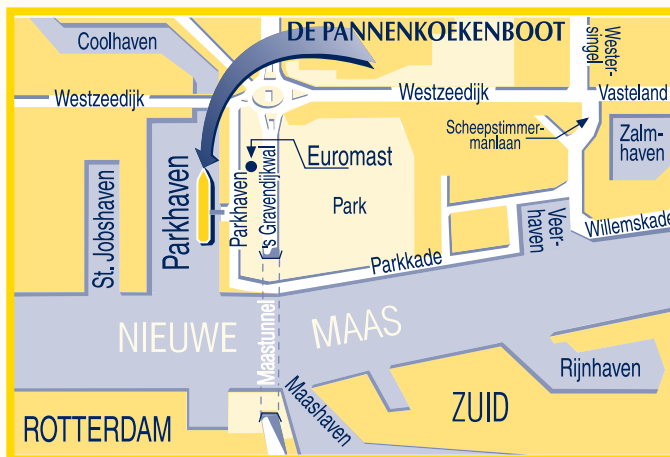 DE PANNENKOEKENBOOT
Coolhaven
Wester-
singel
Westzeedijk
Westzeedijk
Vasteland
Scheepstimmer-
manlaan
Zalm-
haven
Euromast
St. Jobshaven
Parkhaven
Parkhaven
's Gravendijkwal
Park
Veer-
haven
Willemskade
Parkkade
NIEUWE MAAS
Maastunnel
Rijnhaven
Maashaven
ZUID
ROTTERDAM